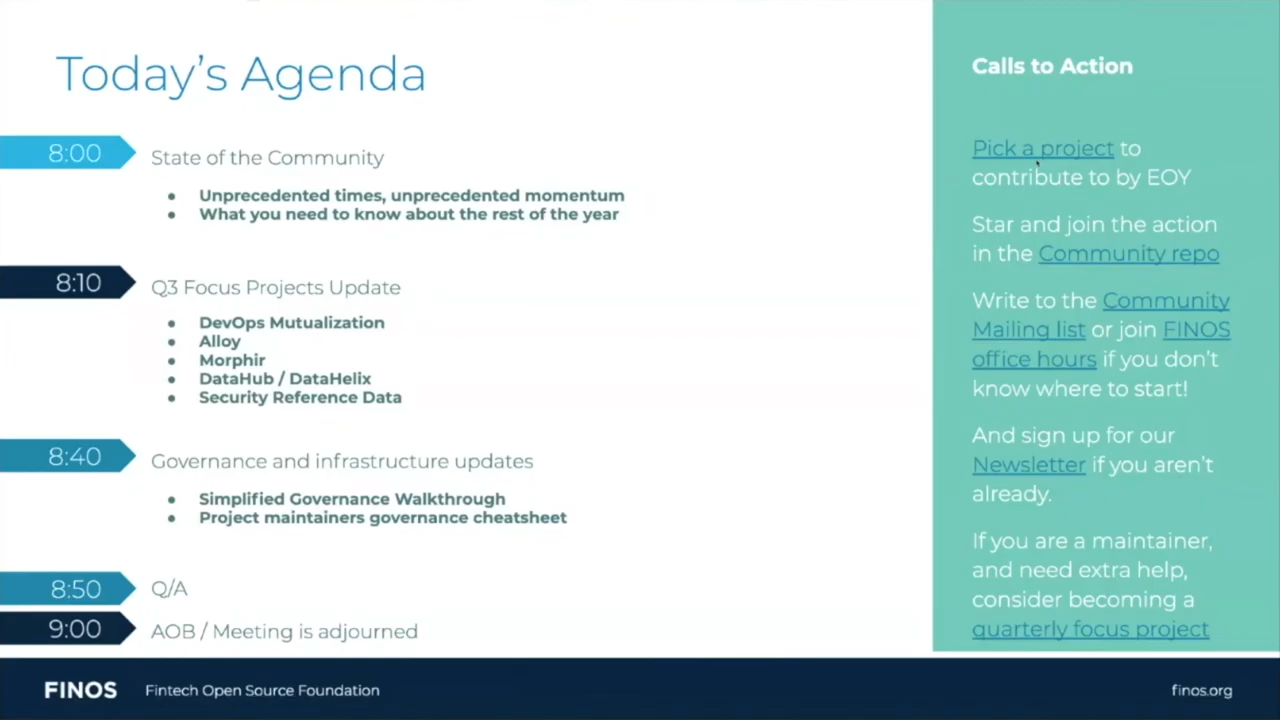 Today's Agenda
8:00
State of the Community
● Unprecedented times, unprecedented momentum
● What you need to know about the rest of the year
8:10
Q3 Focus Projects Update
● DevOps Mutualization
● Alloy
● Morphir
● DataHub / DataHelix
● Security Reference Data
8:40
Governance and infrastructure updates
● Simplified Governance Walkthrough
● Project maintainers governance cheatsheet
8:50
Q/A
9:00
AOB / Meeting is adjourned
Calls to Action
Pick a project to
contribute to by EOY
Star and join the action
in the Community repo
Write to the Community
Mailing list or join FINOS
office hours if you don't
know where to start!
And sign up for our
Newsletter if you aren't
already.
If you are a maintainer,
and need extra help,
consider becoming a
quarterly focus project
FINOS
Fintech Open Source Foundation
finos.org